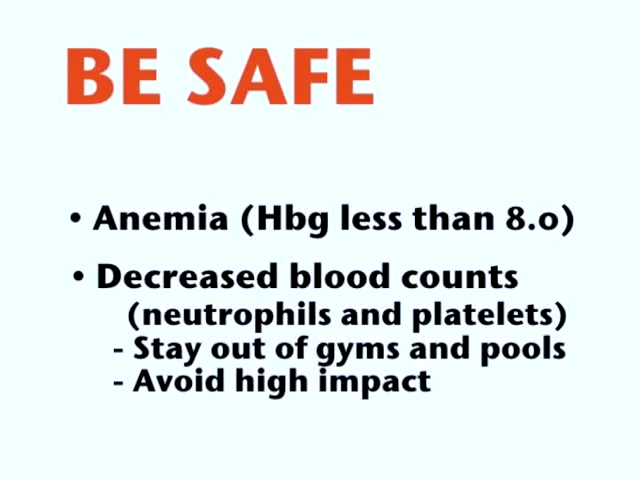 BE SAFE
• Anemia (Hbg less than 8.0)
• Decreased blood counts
(neutrophils and platelets)
- Stay out of gyms and pools
- Avoid high impact